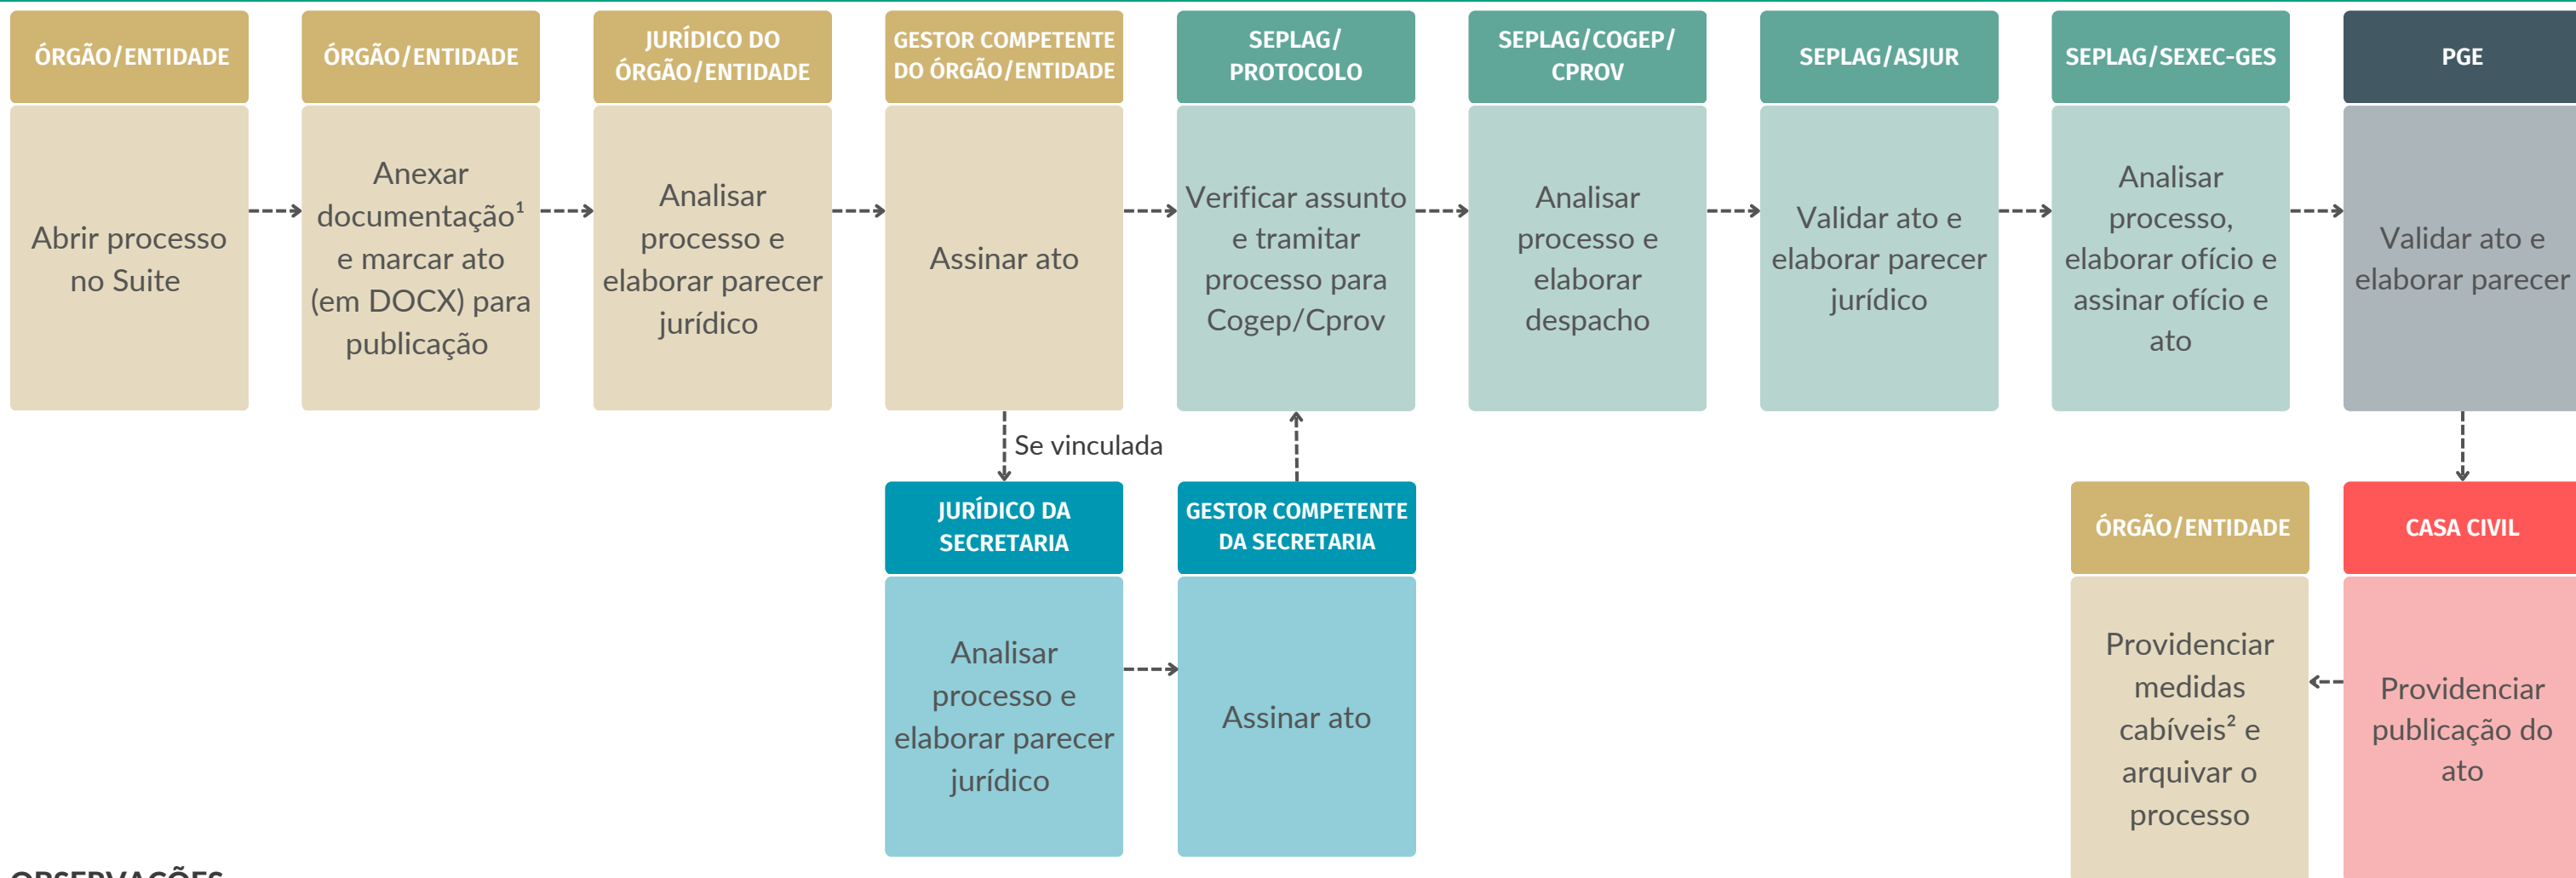 ÓRGÃO/ENTIDADE
Abrir processo
no Suite
ÓRGÃO/ENTIDADE
Anexar
documentação¹
e marcar ato
(em DOCX) para
publicação
JURÍDICO DO
ÓRGÃO/ENTIDADE
Analisar
processo e
elaborar parecer
jurídico
GESTOR COMPETENTE
DO ÓRGÃO/ENTIDADE
Assinar ato
SEPLAG/
PROTOCOLO
Verificar assunto
e tramitar
processo para
Cogep/Cprov
SEPLAG/COGEP/
CPROV
Analisar
processo e
elaborar
despacho
SEPLAG/ASJUR
Validar ato e
elaborar parecer
jurídico
SEPLAG/SEXEC-GES
Analisar
processo,
elaborar ofício e
assinar ofício e
ato
PGE
Validar ato e
elaborar parecer
Se vinculada
JURÍDICO DA
SECRETARIA
Analisar
processo e
elaborar parecer
jurídico
GESTOR COMPETENTE
DA SECRETARIA
Assinar ato
CASA CIVIL
Providenciar
publicação do
ato
ÓRGÃO/ENTIDADE
Providenciar
medidas
cabíveis² e
arquivar o
processo
OBSERVAÇÕES